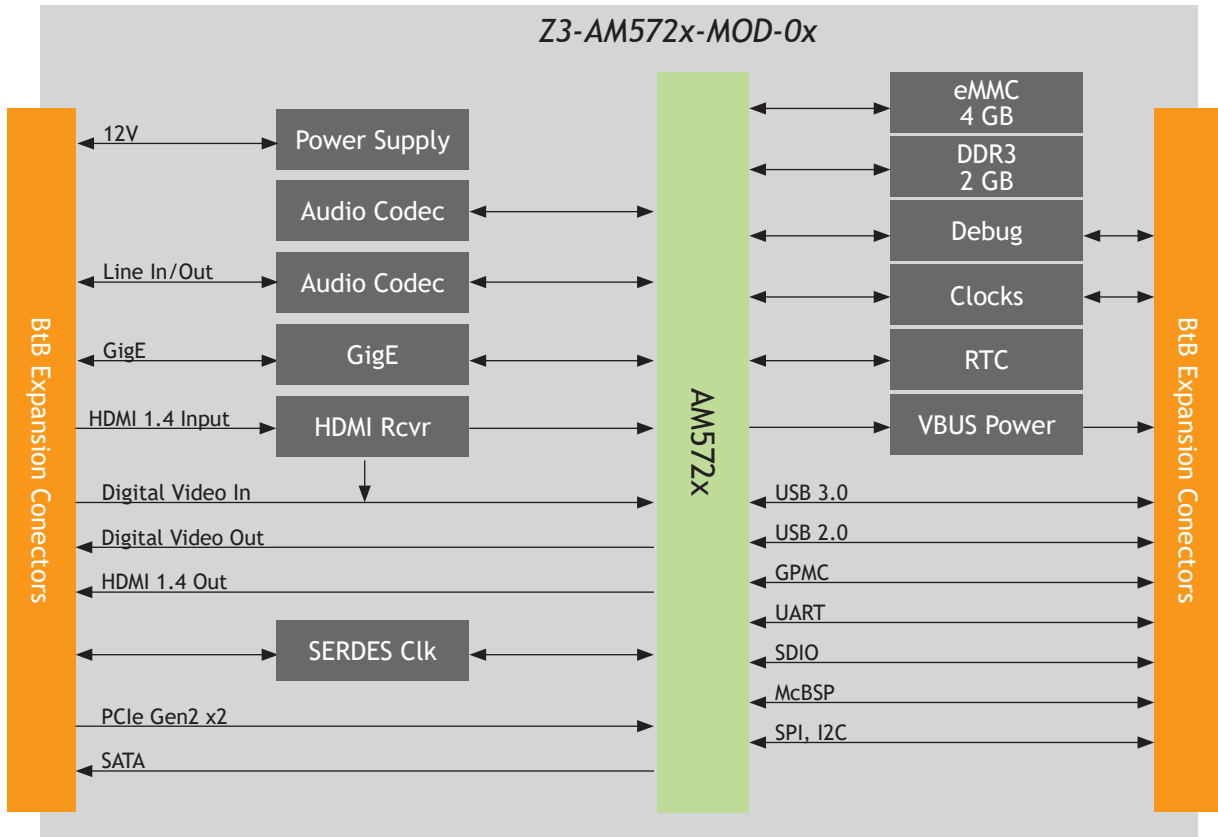 Z3-AM572x-MOD-0x
BtB Expansion Conectors
12V
Power Supply
Audio Codec
Line In/Out
Audio Codec
GigE
GigE
HDMI 1.4 Input
HDMI Rcvr
Digital Video In
Digital Video Out
HDMI 1.4 Out
SERDES Clk
PCIe Gen2 x2
SATA
AM572x
eMMC
4 GB
DDR3
2 GB
Debug
Clocks
RTC
VBUS Power
USB 3.0
USB 2.0
GPMC
UART
SDIO
McBSP
SPI, I2C
BtB Expansion Conectors